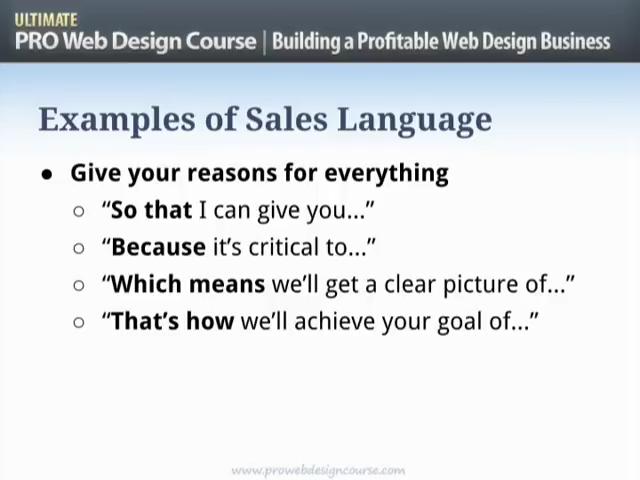 ULTIMATE
PRO Web Design Course | Building a Profitable Web Design Business
Examples of Sales Language
● Give your reasons for everything
○ “So that I can give you...”
○ “Because it’s critical to...”
○ “Which means we’ll get a clear picture of...”
○ “That’s how we’ll achieve your goal of...”
www.prowebdesigncourse.com